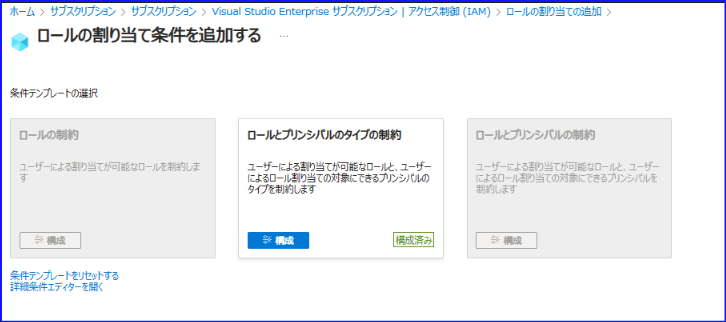 ホーム > サブスクリプション > サブスクリプション > Visual Studio Enterprise サブスクリプション | アクセス制御 (IAM) > ロールの割り当ての追加 >
ロールの割り当て条件を追加する ...
条件テンプレートの選択
ロールの制約
ユーザーによる割り当てが可能なロールを制約しま
す
構成
ロールとプリンシパルのタイプの制約
ユーザーによる割り当てが可能なロールと、ユーザー
によるロール割り当ての対象にできるプリンシパルの
タイプを制約します
構成
構成済み
ロールとプリンシパルの制約
ユーザーによる割り当てが可能なロールと、ユーザー
によるロール割り当ての対象にできるプリンシパルを
制約します
構成
条件テンプレートをリセットする
詳細条件エディターを開く